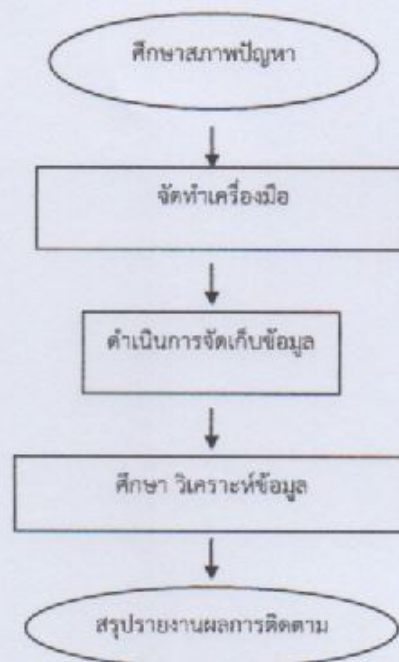 ศึกษาสภาพปัญหา
จัดทำเครื่องมือ
ดำเนินการจัดเก็บข้อมูล
ศึกษา วิเคราะห์ข้อมูล
สรุปรายงานผลการติดตาม